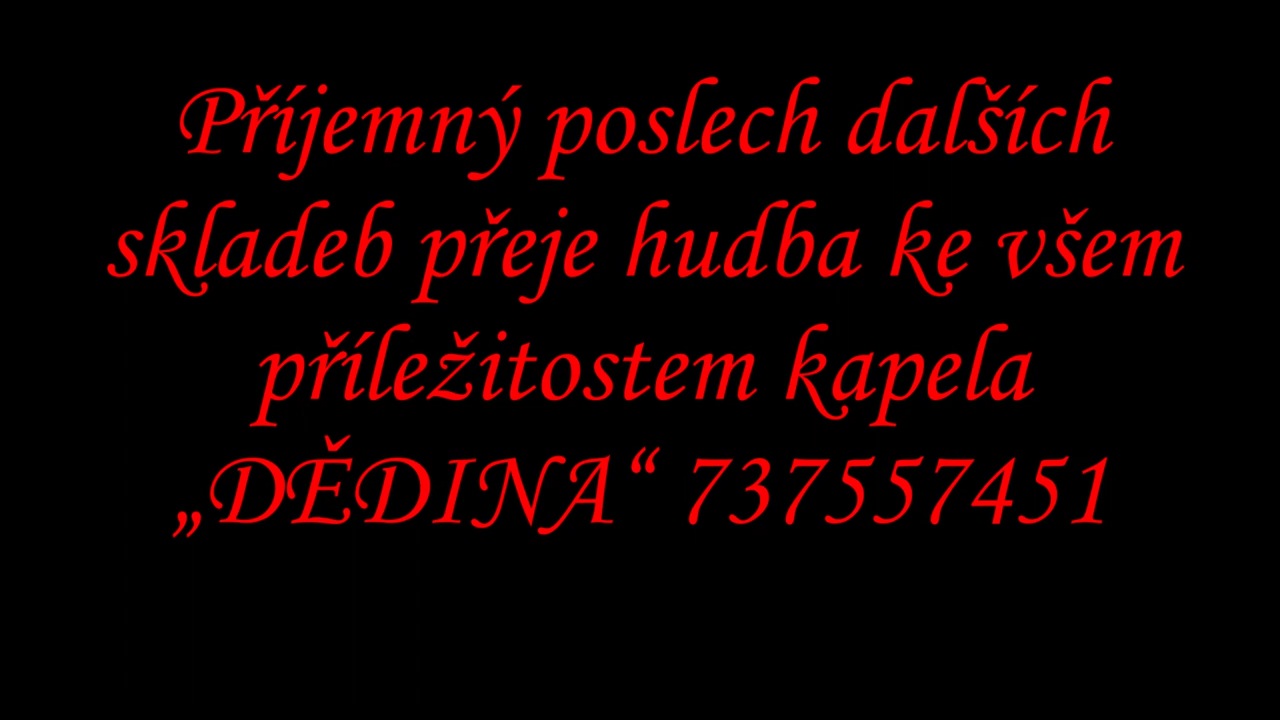 Příjemný poslech dalších
skladeb přeje hudba ke všem
příležitostem kapela
„DĚDINA“ 737557451